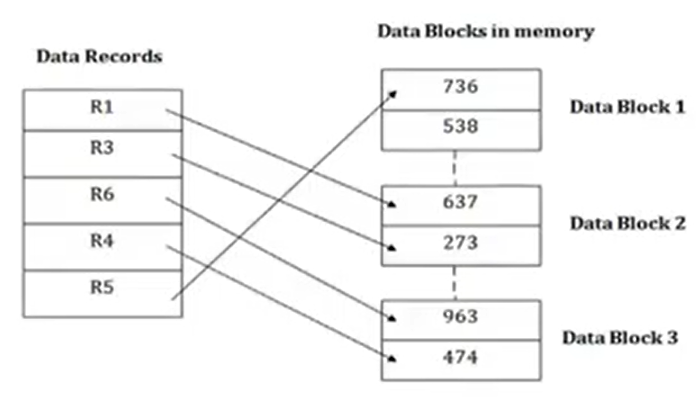 Data Records
R1
R3
R6
R4
R5
Data Blocks in memory
736
538
Data Block 1
637
273
Data Block 2
963
474
Data Block 3